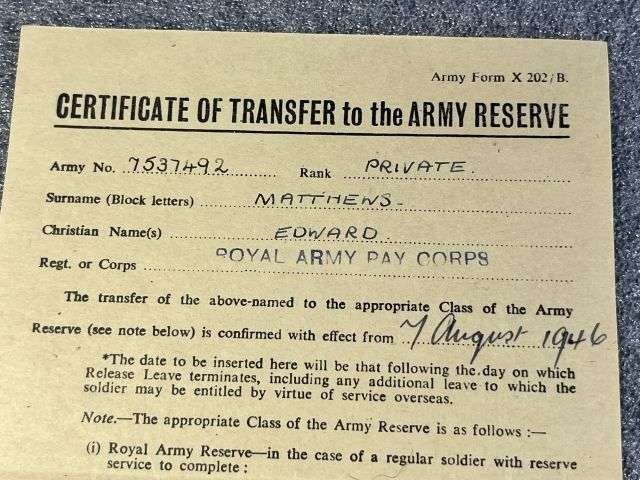 Army Form X 202/B.
CERTIFICATE OF TRANSFER to the ARMY RESERVE
Army No. 7537492 Rank PRIVATE.
Surname (Block letters) MATTHEWS.
Christian Name(s) EDWARD
Regt. or Corps ROYAL ARMY PAY CORPS
The transfer of the above-named to the appropriate Class of the Army
Reserve (see note below) is confirmed with effect from 7 August 1946
*The date to be inserted here will be that following the day on which
Release Leave terminates, including any additional leave to which the
soldier may be entitled by virtue of service overseas.
Note.—The appropriate Class of the Army Reserve is as follows :—
(i) Royal Army Reserve—in the case of a regular soldier with reserve
service to complete :